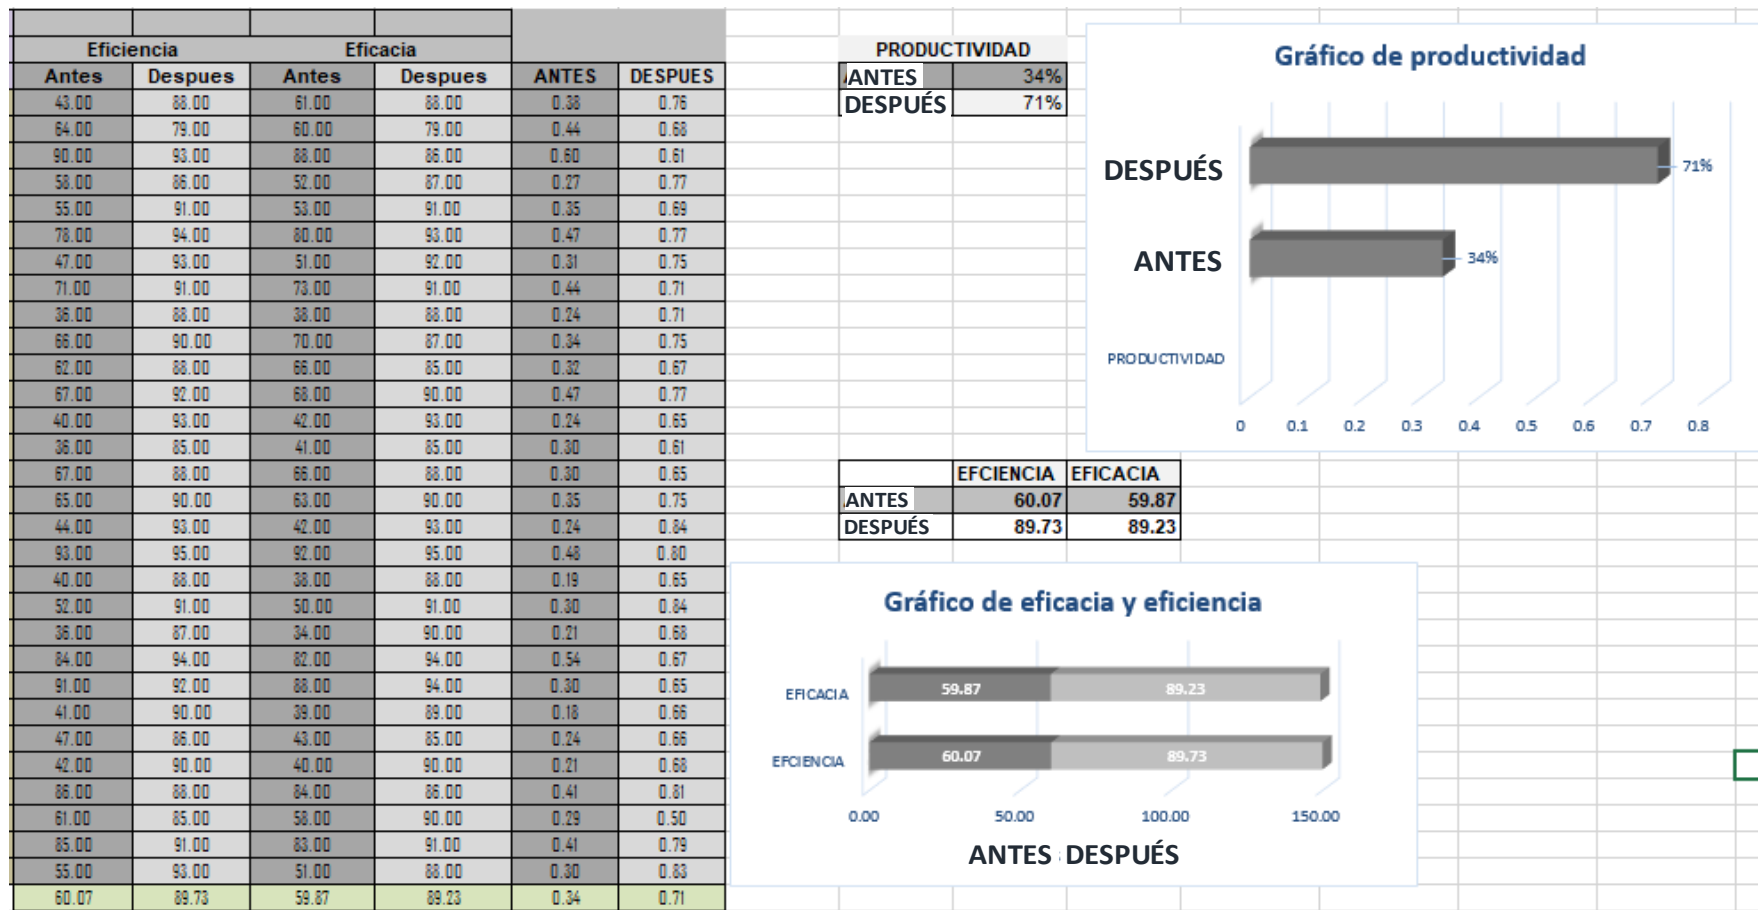 Eficiencia Eficacia
Antes Despues Antes Despues ANTES DESPUES
43.00 88.00 61.00 88.00 0.38 0.76
64.00 79.00 60.00 79.00 0.44 0.68
90.00 93.00 88.00 86.00 0.60 0.61
58.00 86.00 52.00 87.00 0.27 0.77
55.00 91.00 53.00 91.00 0.35 0.69
78.00 94.00 80.00 93.00 0.47 0.77
47.00 93.00 51.00 92.00 0.31 0.75
71.00 91.00 73.00 91.00 0.44 0.71
36.00 88.00 38.00 88.00 0.24 0.71
66.00 90.00 70.00 87.00 0.34 0.75
62.00 88.00 66.00 85.00 0.32 0.67
67.00 92.00 68.00 90.00 0.47 0.77
40.00 93.00 42.00 93.00 0.24 0.65
36.00 85.00 41.00 85.00 0.30 0.61
67.00 88.00 66.00 88.00 0.30 0.65
65.00 90.00 63.00 90.00 0.35 0.75
44.00 93.00 42.00 93.00 0.24 0.84
93.00 95.00 92.00 95.00 0.48 0.80
40.00 88.00 38.00 88.00 0.19 0.65
52.00 91.00 50.00 91.00 0.30 0.84
36.00 87.00 34.00 90.00 0.21 0.68
84.00 94.00 82.00 94.00 0.54 0.67
91.00 92.00 88.00 94.00 0.30 0.65
41.00 90.00 39.00 89.00 0.18 0.66
47.00 86.00 43.00 85.00 0.24 0.66
42.00 90.00 40.00 90.00 0.21 0.68
86.00 88.00 84.00 86.00 0.41 0.81
61.00 85.00 58.00 90.00 0.29 0.50
85.00 91.00 83.00 91.00 0.41 0.79
55.00 93.00 51.00 88.00 0.30 0.83
60.07 89.73 59.87 89.23 0.34 0.71
PRODUCTIVIDAD
ANTES 34%
DESPUÉS 71%
Gráfico de productividad
DESPUÉS 71%
ANTES 34%
PRODUCTIVIDAD
0 0.1 0.2 0.3 0.4 0.5 0.6 0.7 0.8
EFCIENCIA EFICACIA
ANTES 60.07 59.87
DESPUÉS 89.73 89.23
Gráfico de eficacia y eficiencia
EFICACIA 59.87 89.23
EFCIENCIA 60.07 89.73
0.00 50.00 100.00 150.00
ANTES DESPUÉS